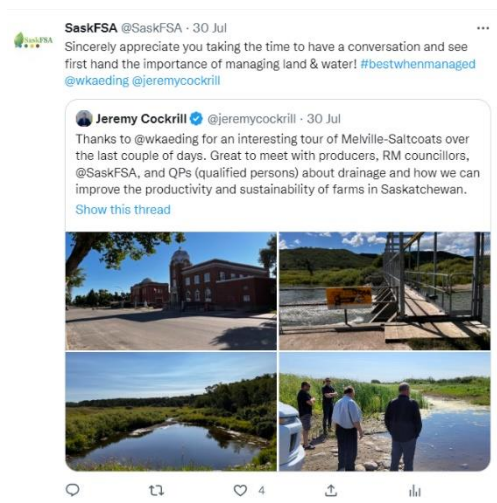 SaskFSA
SaskFSA @SaskFSA · 30 Jul
Sincerely appreciate you taking the time to have a conversation and see
first hand the importance of managing land & water! #bestwhenmanaged
@wkaeding @jeremycockrill
Jeremy Cockrill @jeremycockrill · 30 Jul
Thanks to @wkaeding for an interesting tour of Melville-Saltcoats over
the last couple of days. Great to meet with producers, RM councillors,
@SaskFSA, and QPs (qualified persons) about drainage and how we can
improve the productivity and sustainability of farms in Saskatchewan.
Show this thread
4